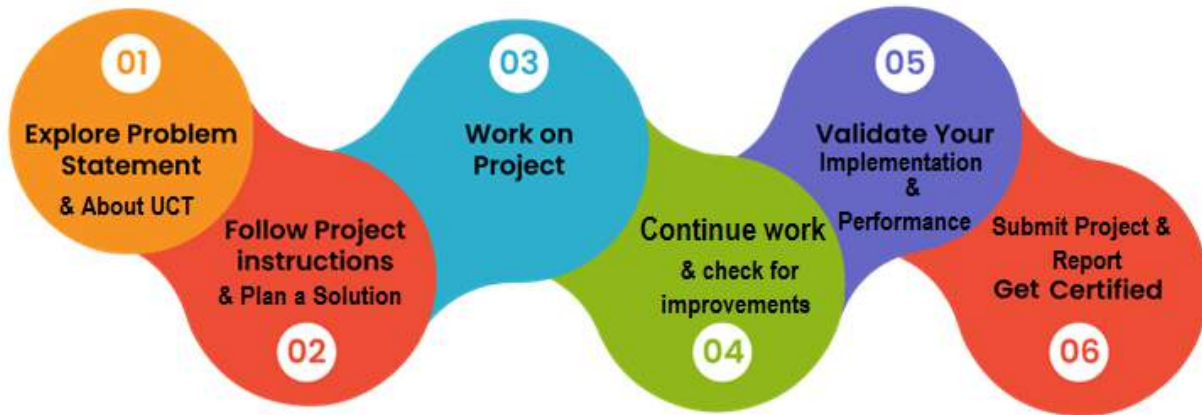 01
Explore Problem
Statement
& About UCT
Follow Project
instructions
& Plan a Solution
02
03
Work on
Project
Continue work
& check for
improvements
04
05
Validate Your
Implementation
&
Performance
Submit Project &
Report
Get Certified
06